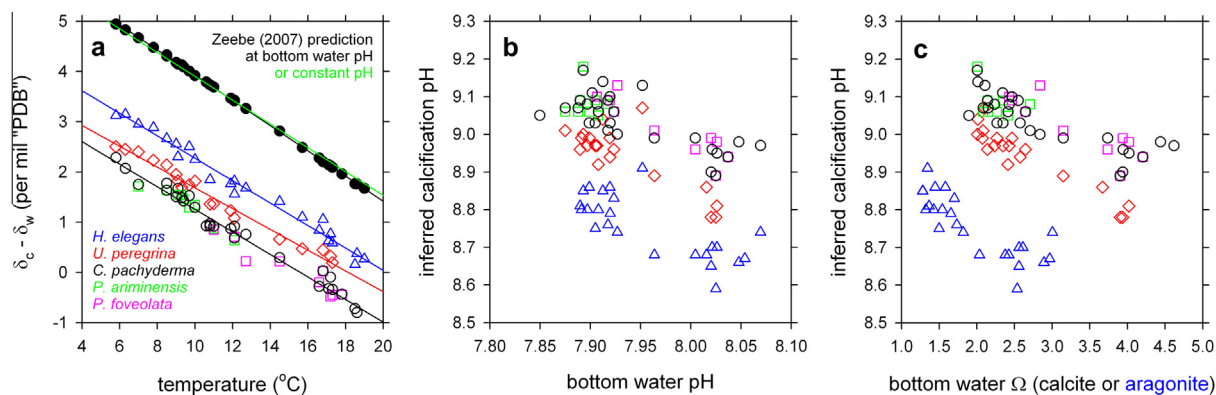 a
Zeebe (2007) prediction
at bottom water pH
or constant pH
H. elegans
U. peregrina
C. pachyderma
P. ariminensis
P. foveolata
δc - δw (per mil "PDB")
5
4
3
2
1
0
-1
4 6 8 10 12 14 16 18 20
temperature (oC)
b
inferred calcification pH
9.3
9.2
9.1
9.0
8.9
8.8
8.7
8.6
8.5
7.80 7.85 7.90 7.95 8.00 8.05 8.10
bottom water pH
c
inferred calcification pH
9.3
9.2
9.1
9.0
8.9
8.8
8.7
8.6
8.5
1.0 1.5 2.0 2.5 3.0 3.5 4.0 4.5 5.0
bottom water Ω (calcite or aragonite)